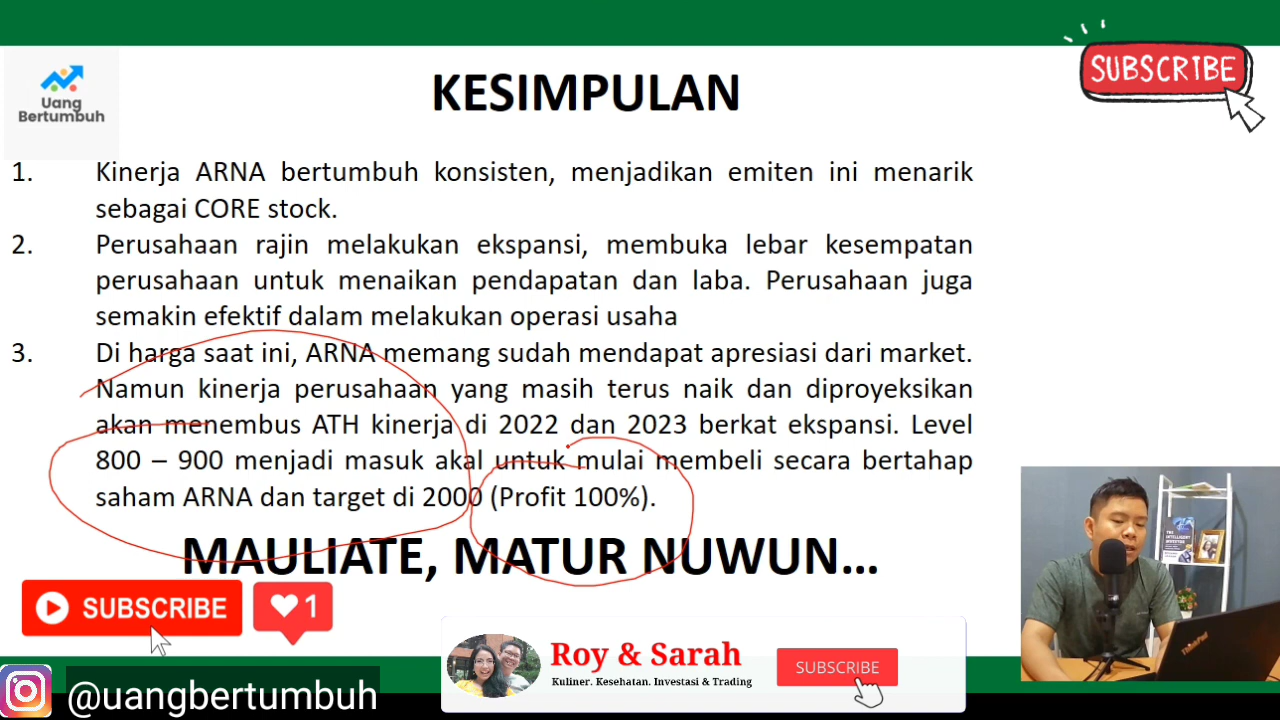 KESIMPULAN
SUBSCRIBE
Uang
Bertumbuh
1. Kinerja ARNA bertumbuh konsisten, menjadikan emiten ini menarik
sebagai CORE stock.
2. Perusahaan rajin melakukan ekspansi, membuka lebar kesempatan
perusahaan untuk menaikan pendapatan dan laba. Perusahaan juga
semakin efektif dalam melakukan operasi usaha
3. Di harga saat ini, ARNA memang sudah mendapat apresiasi dari market.
Namun kinerja perusahaan yang masih terus naik dan diproyeksikan
akan menembus ATH kinerja di 2022 dan 2023 berkat ekspansi. Level
800 – 900 menjadi masuk akal untuk mulai membeli secara bertahap
saham ARNA dan target di 2000 (Profit 100%).
MAULIATE, MATUR NUWUN...
SUBSCRIBE
1
Roy & Sarah
Kuliner. Kesehatan. Investasi & Trading
SUBSCRIBE
@uangbertumbuh
THE
INTELLIGENT
INVESTOR
ThinkPad